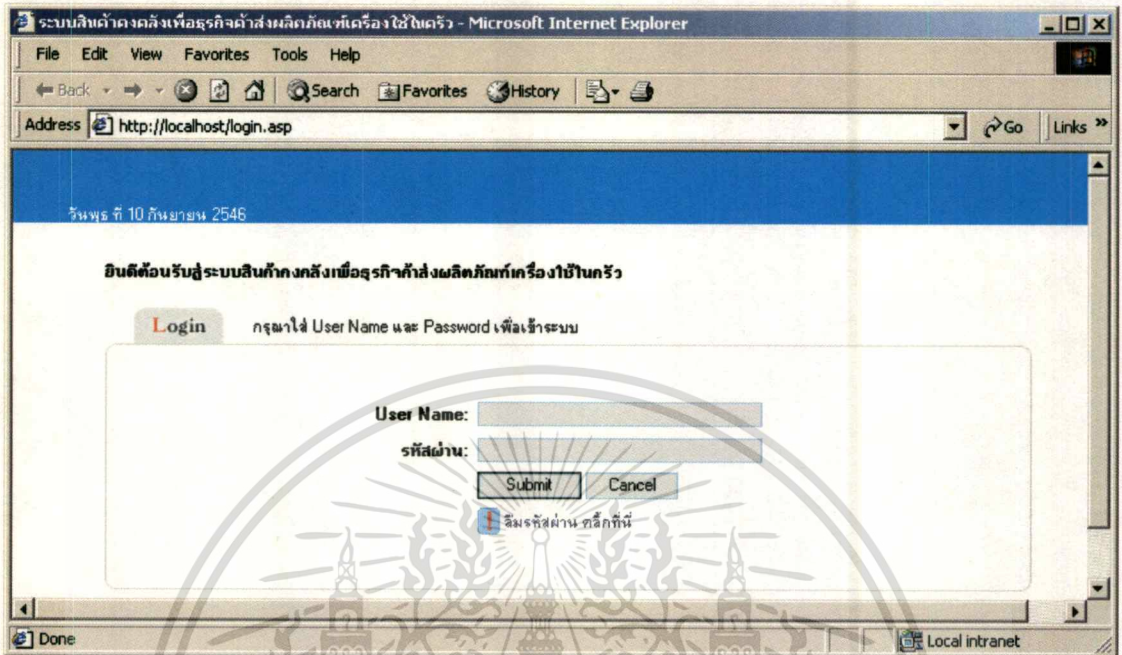 ระบบสินค้าคงคลังเพื่อธุรกิจค้าส่งผลิตภัณฑ์เครื่องใช้ในครัว - Microsoft Internet Explorer
File Edit View Favorites Tools Help
Back Search Favorites History
Address http://localhost/login.asp Go Links »
วันพุธ ที่ 10 กันยายน 2546
ยินดีต้อนรับสู่ระบบสินค้าคงคลังเพื่อธุรกิจค้าส่งผลิตภัณฑ์เครื่องใช้ในครัว
Login กรุณาใส่ User Name และ Password เพื่อเข้าระบบ
User Name:
รหัสผ่าน:
Submit Cancel
ลืมรหัสผ่าน คลิ๊กที่นี่
Done Local intranet